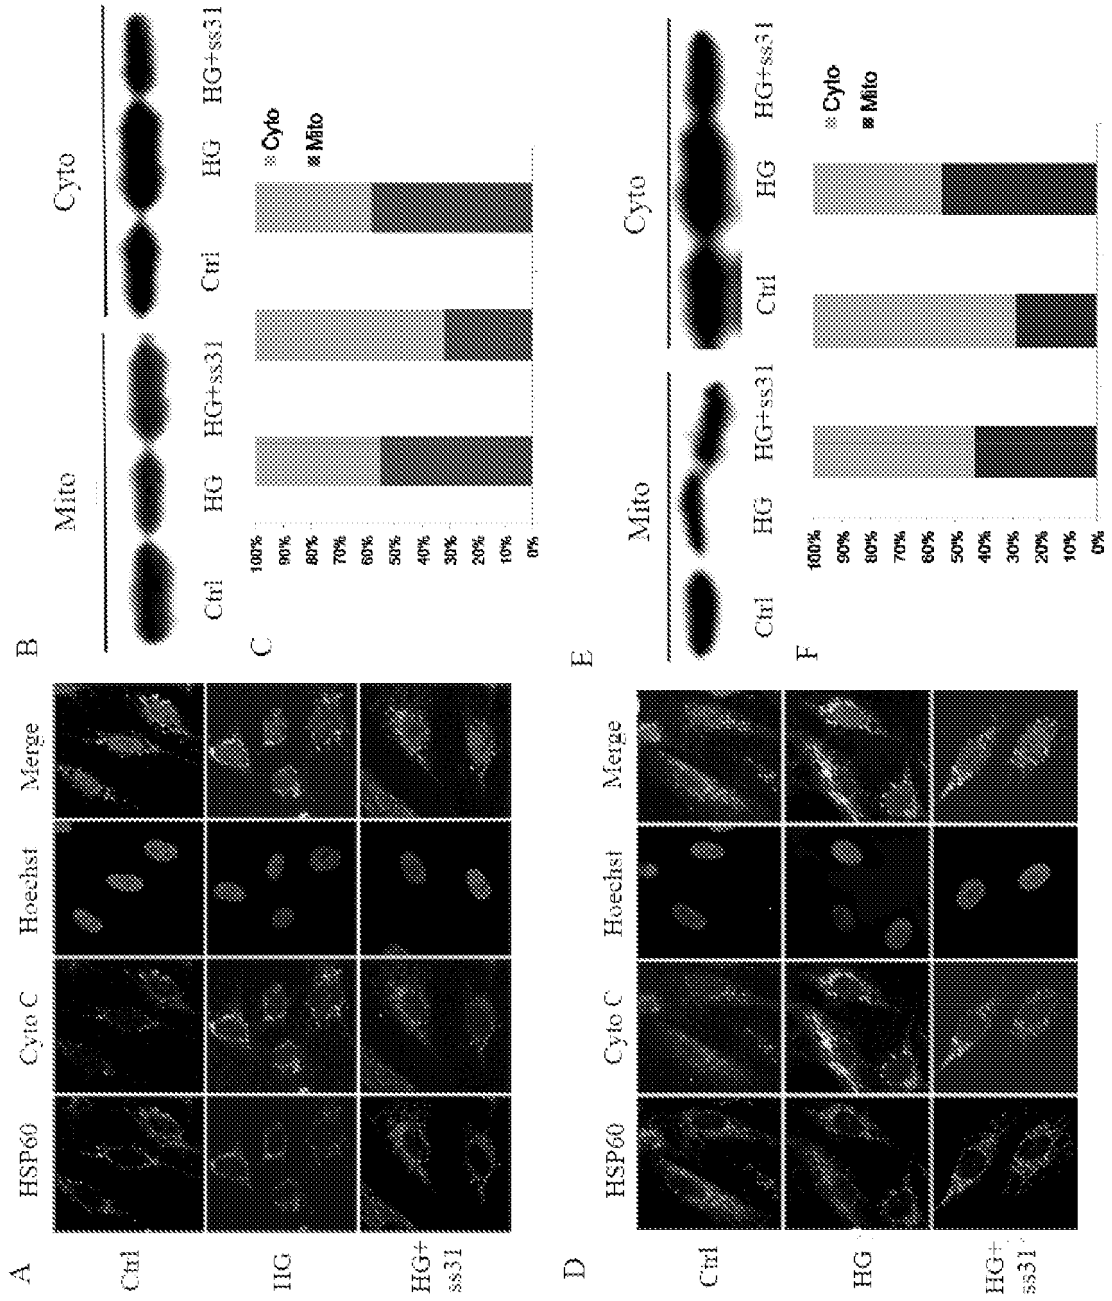 A
HSP60 Cyto C Hoechst Merge
Ctrl
HG
HG+
ss31
B
Mito Cyto
Ctrl HG HG+ss31 Ctrl HG HG+ss31
C
100%
90%
80%
70%
60%
50%
40%
30%
20%
10%
0%
Cyto
Mito
D
HSP60 Cyto C Hoechst Merge
Ctrl
HG
HG+
ss31
E
Mito Cyto
Ctrl HG HG+ss31 Ctrl HG HG+ss31
F
100%
90%
80%
70%
60%
50%
40%
30%
20%
10%
0%
Cyto
Mito